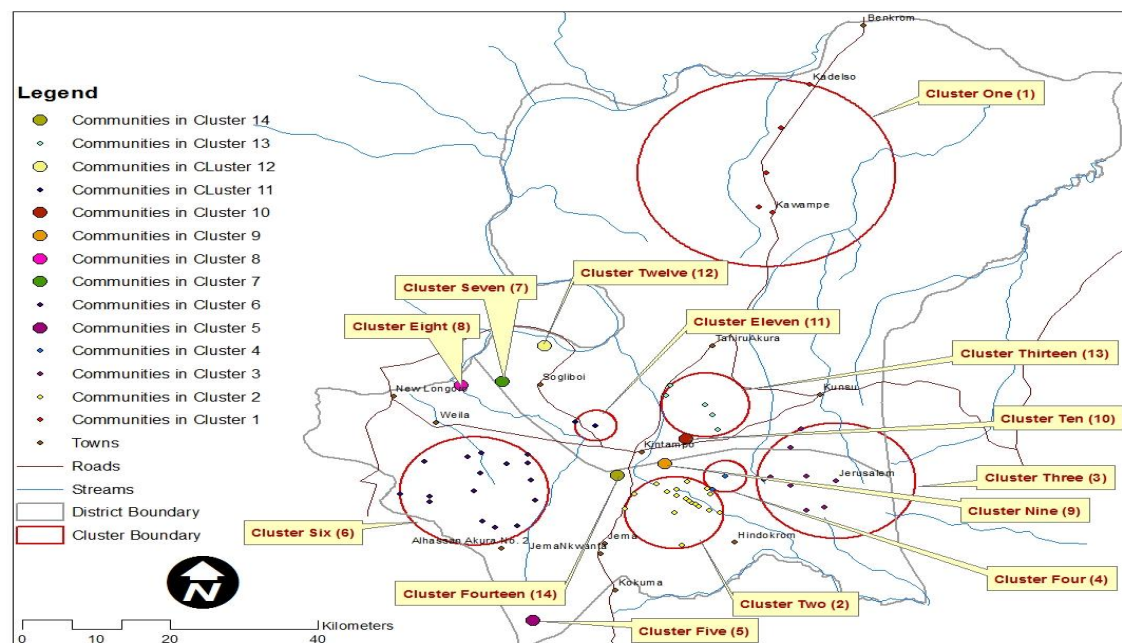 Benkrom
Kadelso
Cluster One (1)
Legend
Communities in Cluster 14
Communities in Cluster 13
Communities in CLuster 12
Communities in CLuster 11
Communities in Cluster 10
Communities in Cluster 9
Communities in Cluster 8
Communities in Cluster 7
Communities in Cluster 6
Communities in Cluster 5
Communities in Cluster 4
Communities in Cluster 3
Communities in Cluster 2
Communities in Cluster 1
Towns
Roads
Streams
District Boundary
Cluster Boundary
Kawampe
Cluster Twelve (12)
Cluster Seven (7)
Cluster Eight (8)
Cluster Eleven (11)
TahiruAkura
Cluster Thirteen (13)
Sogliboi
New Longoro
Kunsu
Weila
Cluster Ten (10)
Kintampo
Jerusalem
Cluster Three (3)
Cluster Nine (9)
Cluster Six (6)
Alhassan Akura No. 2
JemaNkwanta
Jema
Hindokrom
Cluster Four (4)
Kokuma
Cluster Fourteen (14)
Cluster Two (2)
Cluster Five (5)
N
Kilometers
0 10 20 40